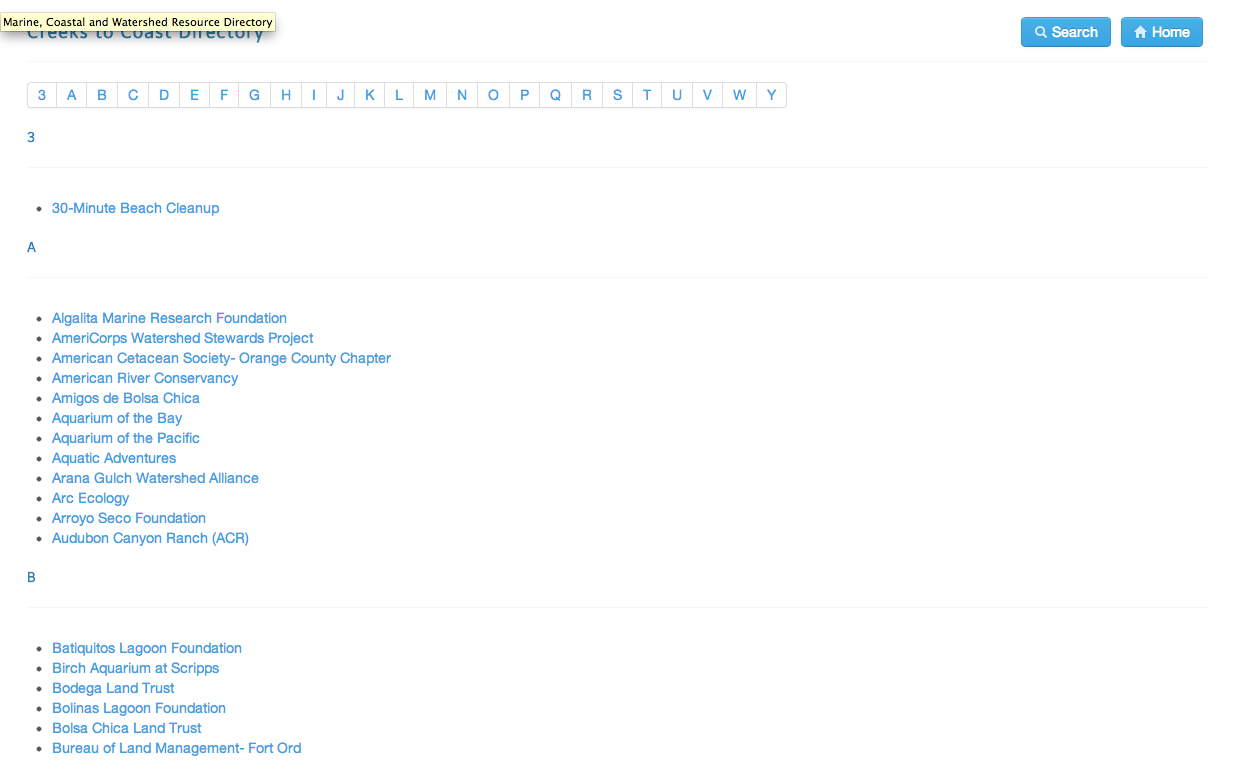 Marine, Coastal and Watershed Resource Directory
Creeks to Coast Directory
Search Home
3 A B C D E F G H I J K L M N O P Q R S T U V W Y
3
30-Minute Beach Cleanup
A
Algalita Marine Research Foundation
AmeriCorps Watershed Stewards Project
American Cetacean Society- Orange County Chapter
American River Conservancy
Amigos de Bolsa Chica
Aquarium of the Bay
Aquarium of the Pacific
Aquatic Adventures
Arana Gulch Watershed Alliance
Arc Ecology
Arroyo Seco Foundation
Audubon Canyon Ranch (ACR)
B
Batiquitos Lagoon Foundation
Birch Aquarium at Scripps
Bodega Land Trust
Bolinas Lagoon Foundation
Bolsa Chica Land Trust
Bureau of Land Management- Fort Ord